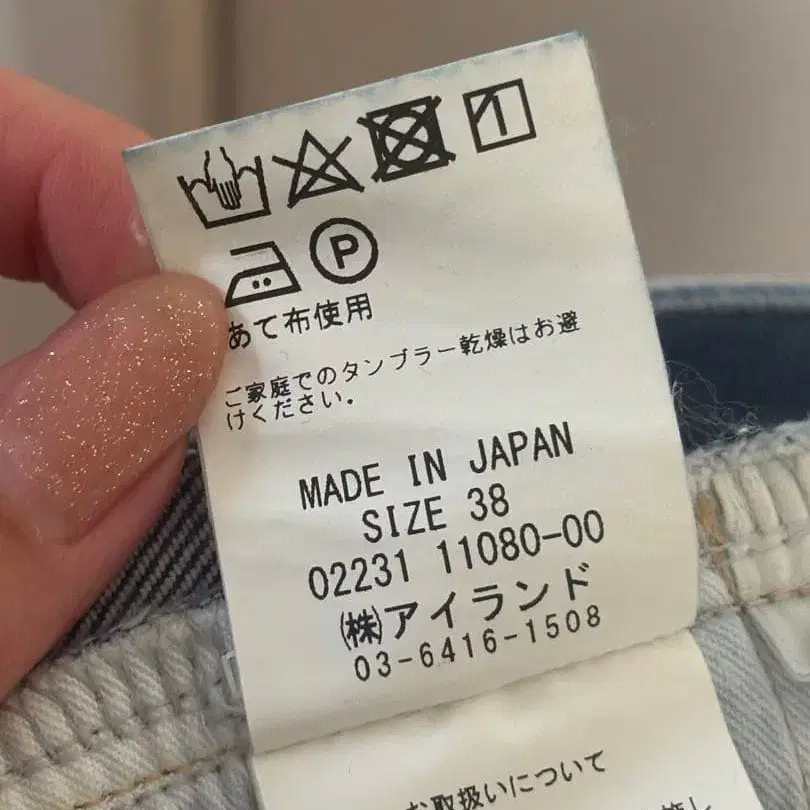 P
あて布使用
ご家庭でのタンブラー乾燥はお避
けください。
MADE IN JAPAN
SIZE 38
02231 11080-00
㈱アイランド
03-6416-1508
お取扱いについて